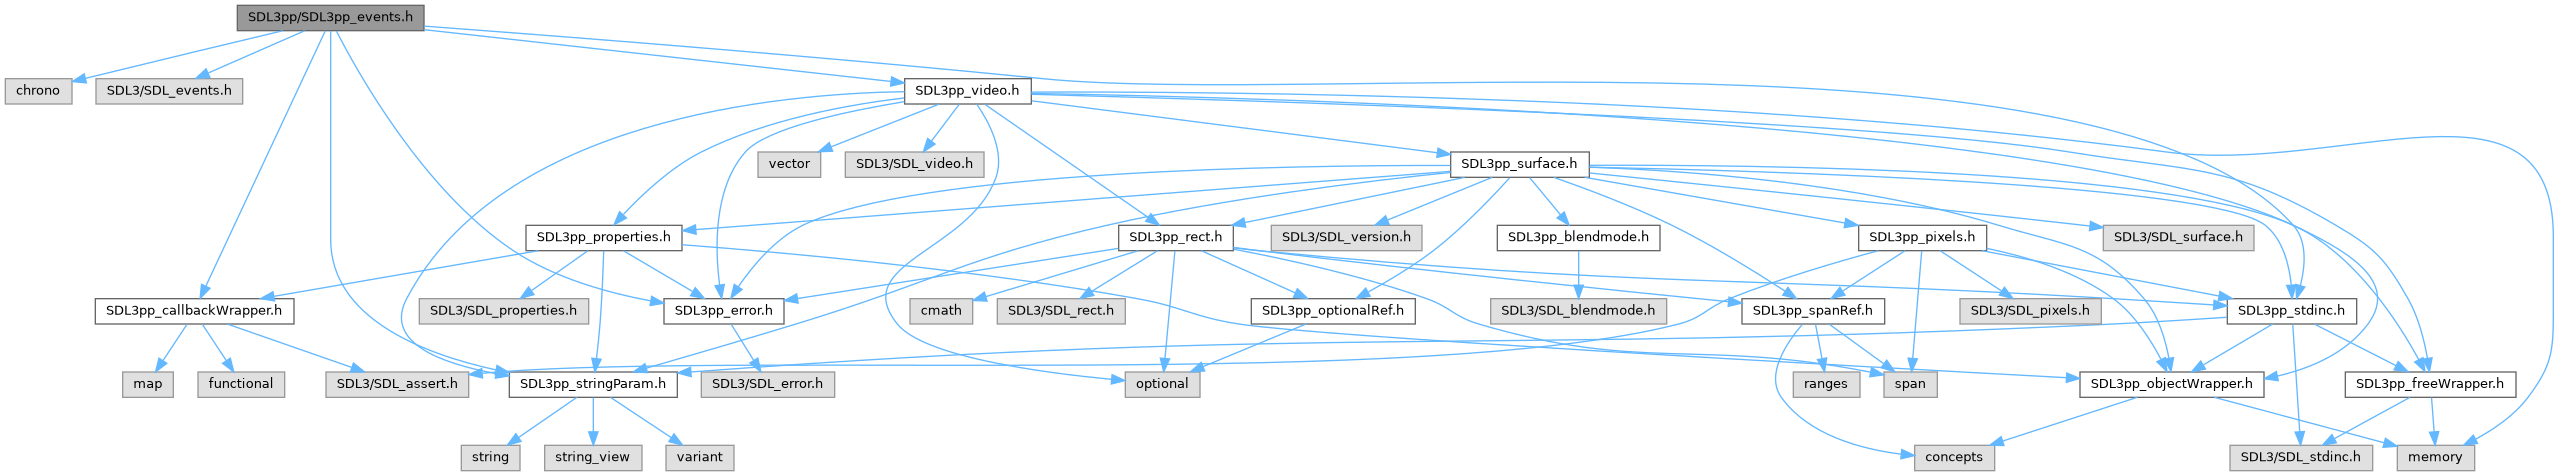 SDL3pp/SDL3pp_events.h
chrono
SDL3/SDL_events.h
SDL3pp_video.h
vector
SDL3/SDL_video.h
SDL3pp_surface.h
SDL3pp_properties.h
SDL3pp_rect.h
SDL3/SDL_version.h
SDL3pp_blendmode.h
SDL3pp_pixels.h
SDL3/SDL_surface.h
SDL3pp_callbackWrapper.h
SDL3/SDL_properties.h
SDL3pp_error.h
cmath
SDL3/SDL_rect.h
SDL3pp_optionalRef.h
SDL3/SDL_blendmode.h
SDL3pp_spanRef.h
SDL3/SDL_pixels.h
SDL3pp_stdinc.h
map
functional
SDL3/SDL_assert.h
SDL3pp_stringParam.h
SDL3/SDL_error.h
optional
ranges
span
SDL3pp_objectWrapper.h
SDL3pp_freeWrapper.h
string
string_view
variant
concepts
SDL3/SDL_stdinc.h
memory